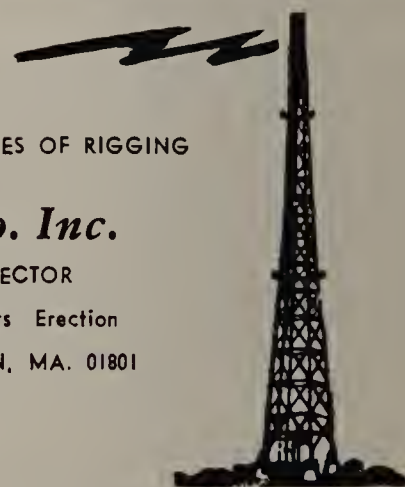 ES OF RIGGING
o. Inc.
ECTOR
rs Erection
N, MA. 01801